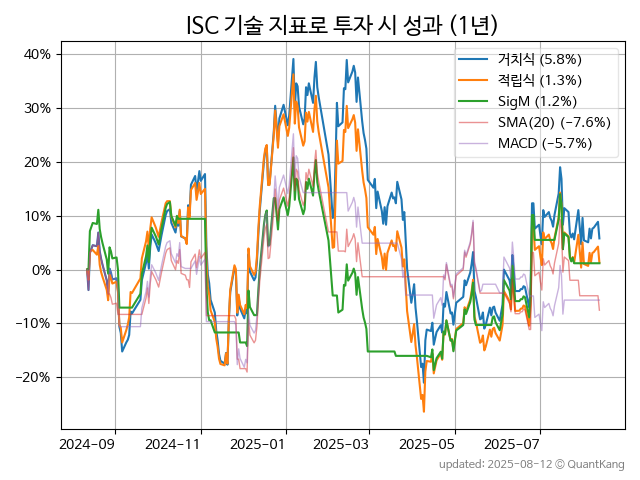 ISC 기술 지표로 투자 시 성과 (1년)
40%
30%
20%
10%
0%
−10%
−20%
거치식 (5.8%)
적립식 (1.3%)
SigM (1.2%)
SMA(20) (−7.6%)
MACD (−5.7%)
2024-09
2024-11
2025-01
2025-03
2025-05
2025-07
updated: 2025-08-12 © QuantKang